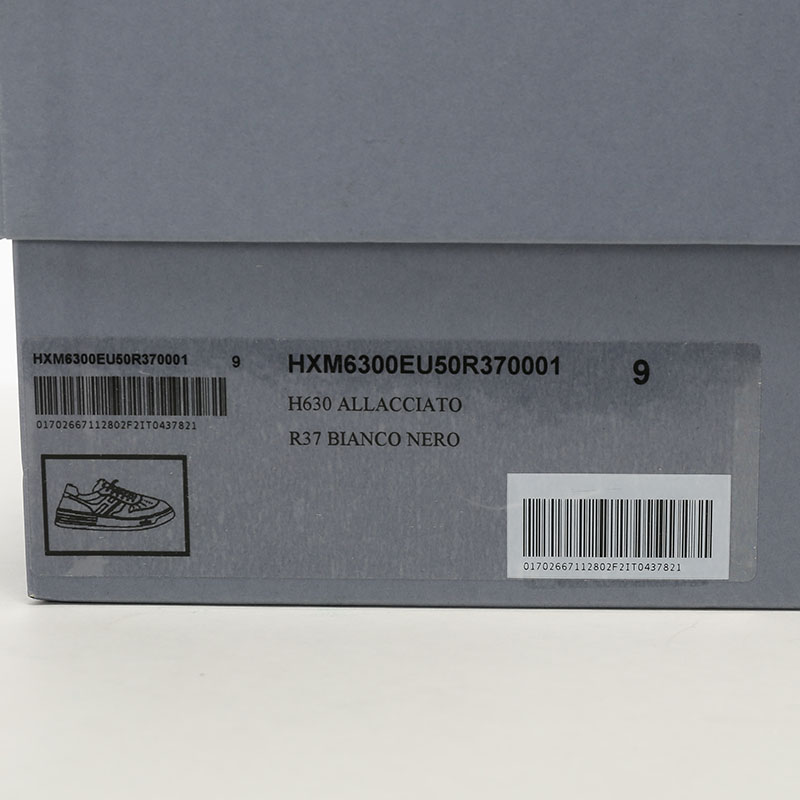 HXM6300EU50R370001 9
01702667112802F2IT0437821
HXM6300EU50R370001 9
H630 ALLACCIATO
R37 BIANCO NERO
01702667112802F2IT0437821